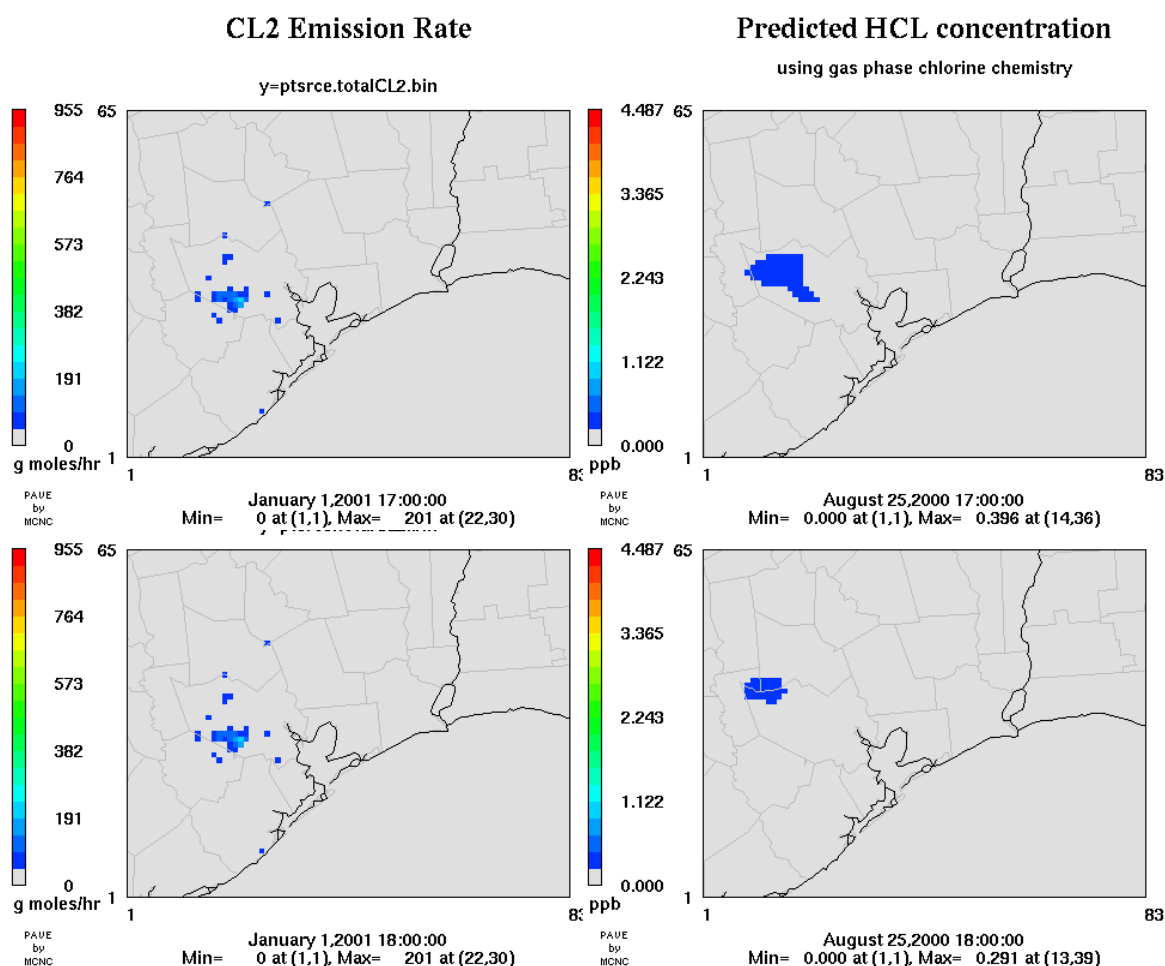 CL2 Emission Rate
Predicted HCL concentration
y=ptsrce.totalCL2.bin
using gas phase chlorine chemistry
955
764
573
382
191
0
g moles/hr
65
1
1
83
PAVE
by
MCNC
January 1,2001 17:00:00
Min= 0 at (1,1), Max= 201 at (22,30)
4.487
3.365
2.243
1.122
0.000
ppb
65
1
1
83
PAVE
by
MCNC
August 25,2000 17:00:00
Min= 0.000 at (1,1), Max= 0.396 at (14,36)
955
764
573
382
191
0
g moles/hr
65
1
1
83
PAVE
by
MCNC
January 1,2001 18:00:00
Min= 0 at (1,1), Max= 201 at (22,30)
4.487
3.365
2.243
1.122
0.000
ppb
65
1
1
83
PAVE
by
MCNC
August 25,2000 18:00:00
Min= 0.000 at (1,1), Max= 0.291 at (13,39)